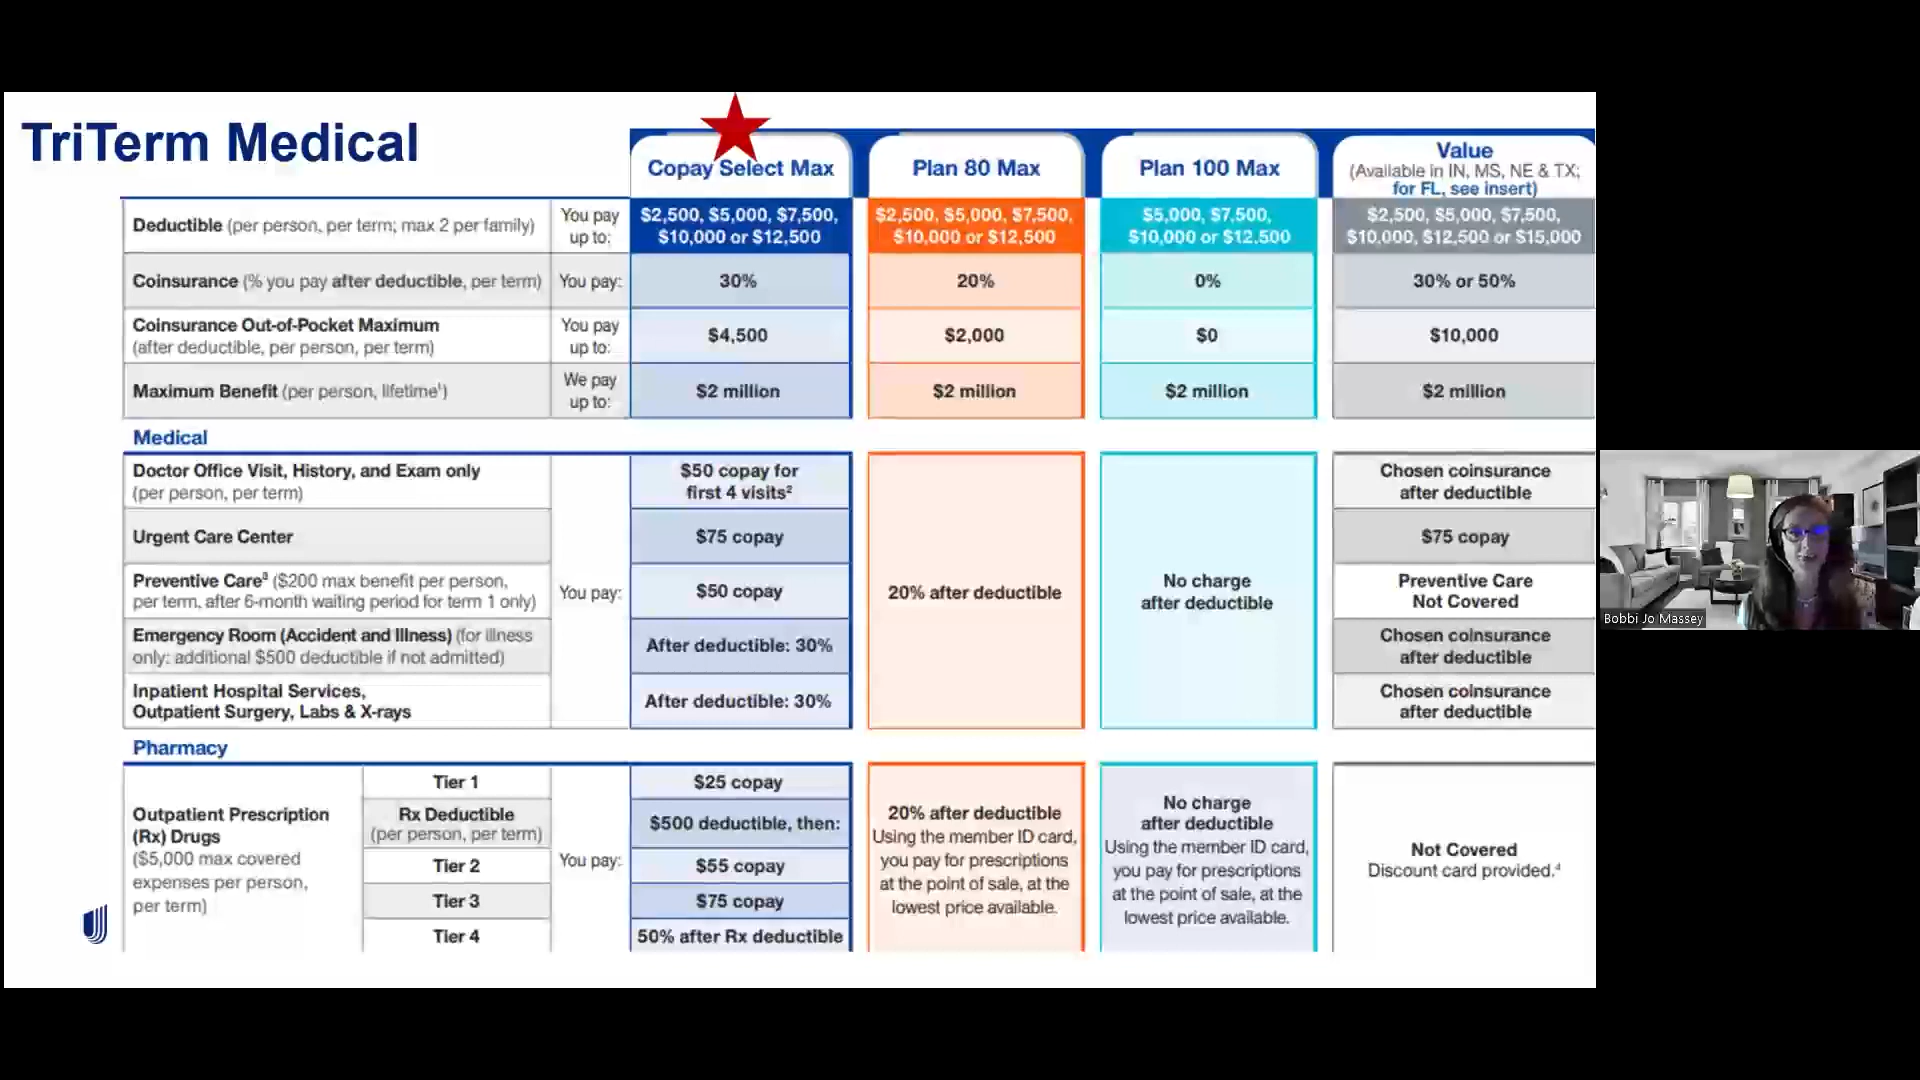 TriTerm Medical
Copay Select Max
Plan 80 Max
Plan 100 Max
Value
(Available in IN, MS, NE & TX;
for FL, see insert)
Deductible (per person, per term; max 2 per family)
You pay
up to:
$2,500, $5,000, $7,500,
$10,000 or $12,500
$2,500, $5,000, $7,500,
$10,000 or $12,500
$5,000, $7,500,
$10,000 or $12,500
$2,500, $5,000, $7,500,
$10,000, $12,500 or $15,000
Coinsurance (% you pay after deductible, per term)
You pay:
30%
20%
0%
30% or 50%
Coinsurance Out-of-Pocket Maximum
(after deductible, per person, per term)
You pay
up to:
$4,500
$2,000
$0
$10,000
Maximum Benefit (per person, lifetime¹)
We pay
up to:
$2 million
$2 million
$2 million
$2 million
Medical
Doctor Office Visit, History, and Exam only
(per person, per term)
$50 copay for
first 4 visits²
Chosen coinsurance
after deductible
Urgent Care Center
$75 copay
$75 copay
Preventive Care³ ($200 max benefit per person,
per term, after 6-month waiting period for term 1 only)
You pay:
$50 copay
20% after deductible
No charge
after deductible
Preventive Care
Not Covered
Emergency Room (Accident and Illness) (for illness
only: additional $500 deductible if not admitted)
After deductible: 30%
Chosen coinsurance
after deductible
Inpatient Hospital Services,
Outpatient Surgery, Labs & X-rays
After deductible: 30%
Chosen coinsurance
after deductible
Pharmacy
Outpatient Prescription
(Rx) Drugs
($5,000 max covered
expenses per person,
per term)
Tier 1
Rx Deductible
(per person, per term)
Tier 2
Tier 3
Tier 4
You pay:
$25 copay
$500 deductible, then:
$55 copay
$75 copay
50% after Rx deductible
20% after deductible
Using the member ID card,
you pay for prescriptions
at the point of sale, at the
lowest price available.
No charge
after deductible
Using the member ID card,
you pay for prescriptions
at the point of sale, at the
lowest price available.
Not Covered
Discount card provided.⁴
Bobbi Jo Massey